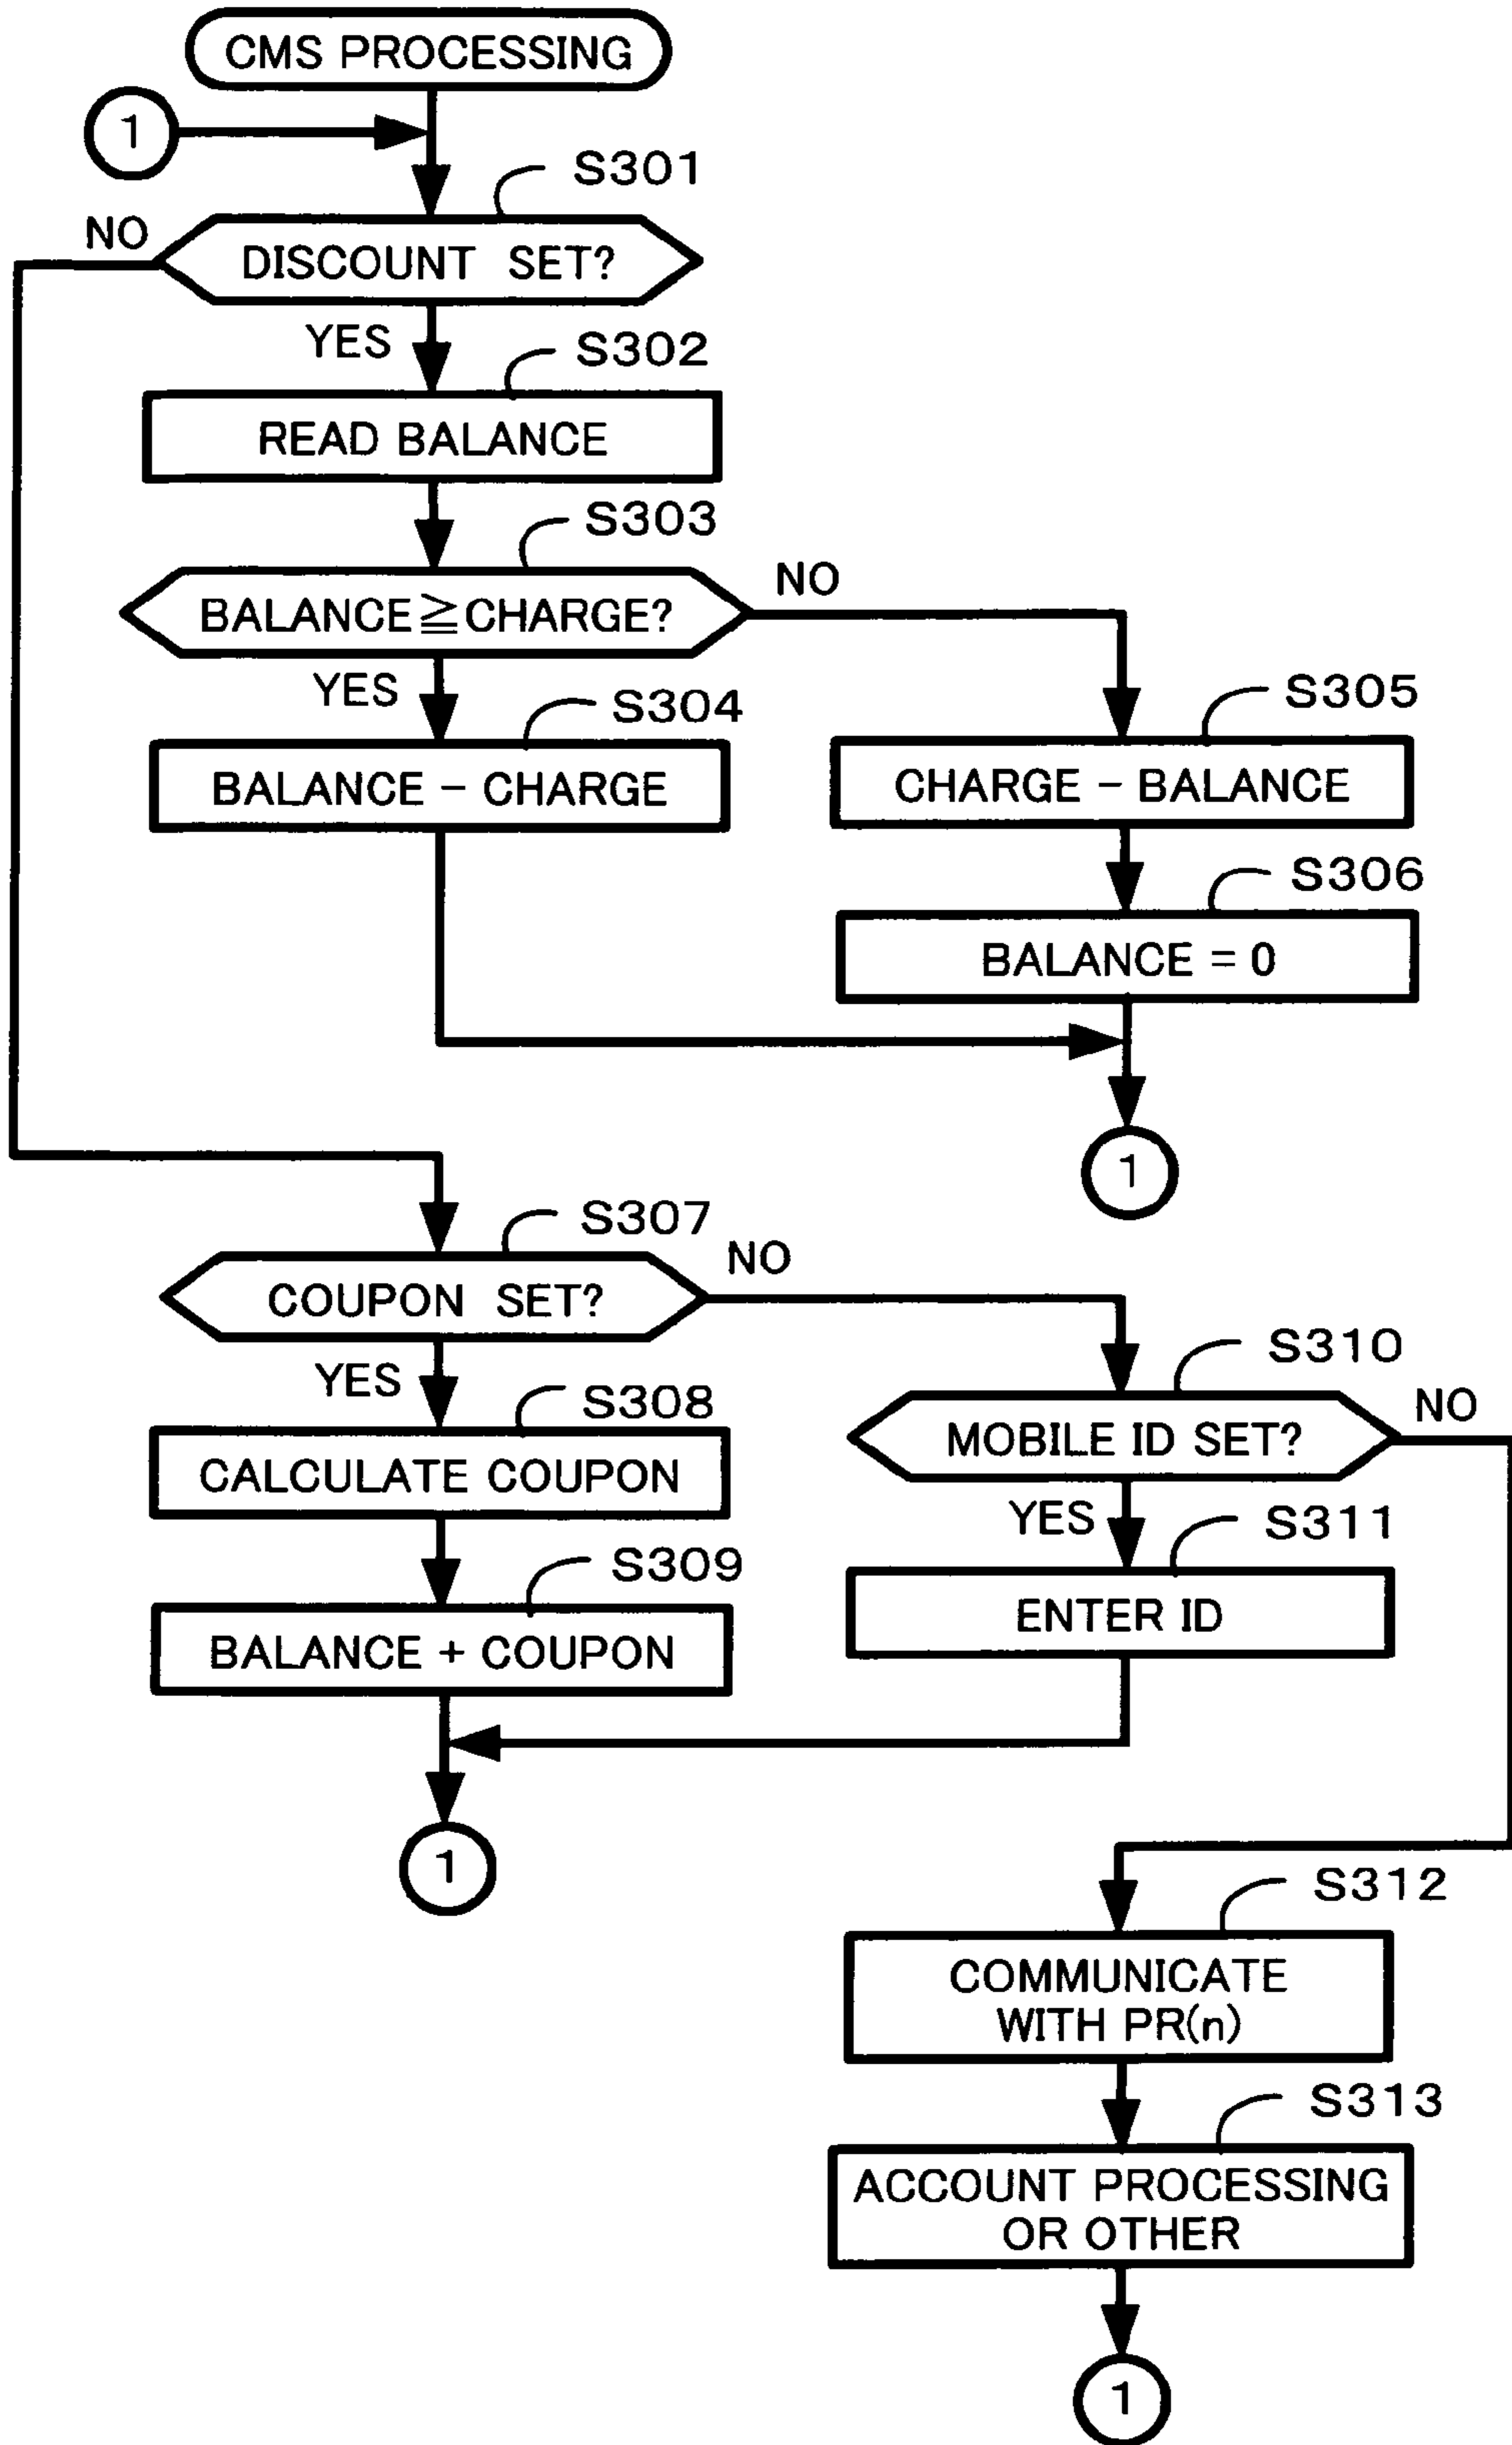 CMS PROCESSING
1
S301
NO
DISCOUNT SET?
YES
S302
READ BALANCE
S303
NO
BALANCE≧CHARGE?
YES
S304
S305
BALANCE − CHARGE
CHARGE − BALANCE
S306
BALANCE = 0
1
S307
NO
COUPON SET?
S310
YES
S308
NO
MOBILE ID SET?
CALCULATE COUPON
YES
S311
S309
ENTER ID
BALANCE + COUPON
1
S312
COMMUNICATE
WITH PR(n)
S313
ACCOUNT PROCESSING
OR OTHER
1